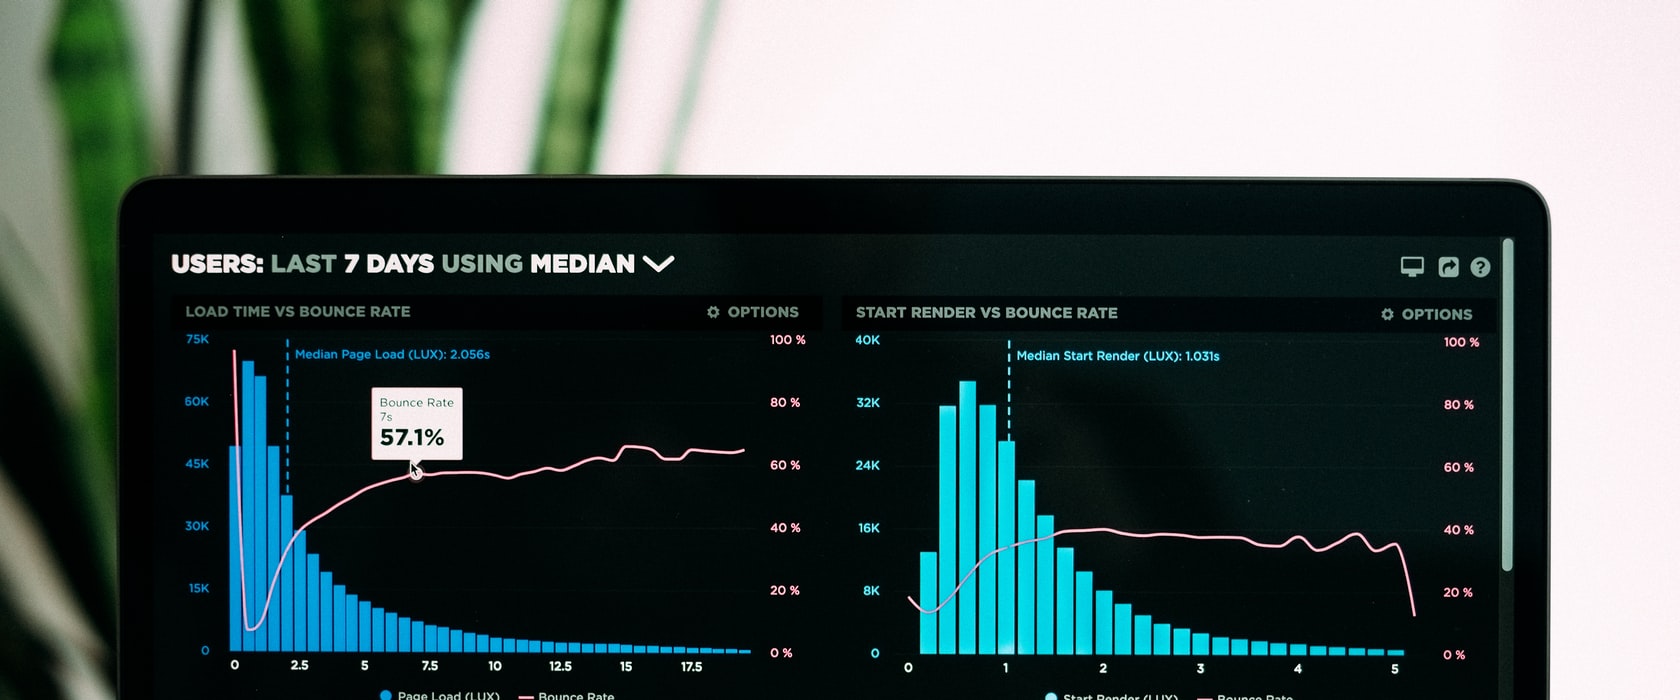 USERS: LAST 7 DAYS USING MEDIAN
LOAD TIME VS BOUNCE RATE
OPTIONS
75K
60K
45K
30K
15K
0
100 %
80 %
60 %
40 %
20 %
0 %
Median Page Load (LUX): 2.056s
Bounce Rate
7s
57.1%
0 2.5 5 7.5 10 12.5 15 17.5
Page Load (LUX) Bounce Rate
START RENDER VS BOUNCE RATE
OPTIONS
40K
32K
24K
16K
8K
0
100 %
80 %
60 %
40 %
20 %
0 %
Median Start Render (LUX): 1.031s
0 1 2 3 4 5
Start Render (LUX) Bounce Rate